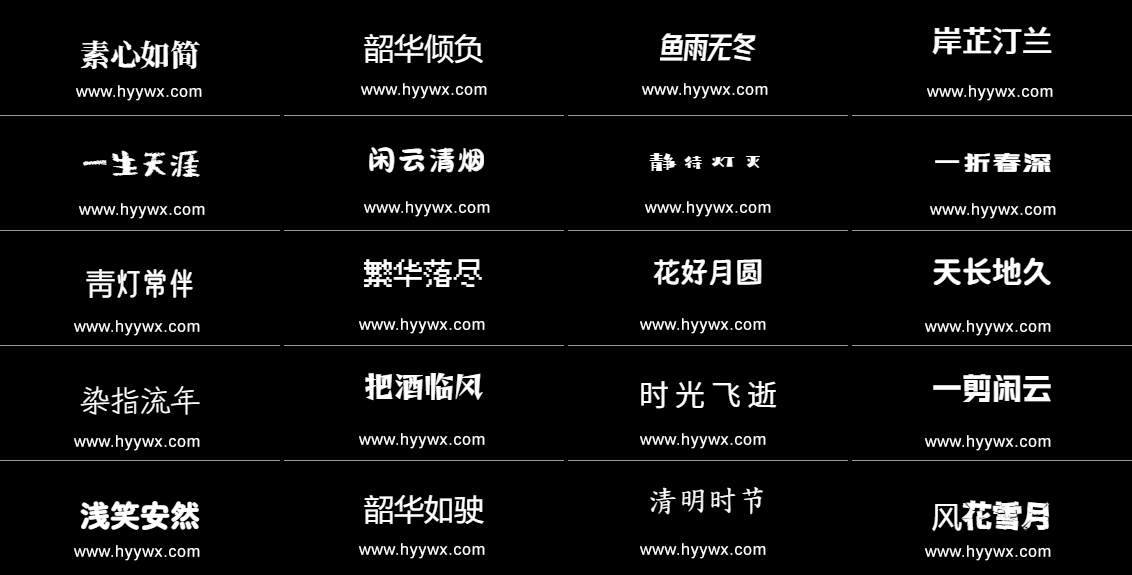 素心如简
韶华倾负
鱼雨无冬
岸芷汀兰
www.hyywx.com
www.hyywx.com
www.hyywx.com
www.hyywx.com
一生天涯
闲云清烟
静待灯灭
一折春深
www.hyywx.com
www.hyywx.com
www.hyywx.com
www.hyywx.com
青灯常伴
繁华落尽
花好月圆
天长地久
www.hyywx.com
www.hyywx.com
www.hyywx.com
www.hyywx.com
染指流年
把酒临风
时光飞逝
一剪闲云
www.hyywx.com
www.hyywx.com
www.hyywx.com
www.hyywx.com
浅笑安然
韶华如驶
清明时节
风花雪月
www.hyywx.com
www.hyywx.com
www.hyywx.com
www.hyywx.com